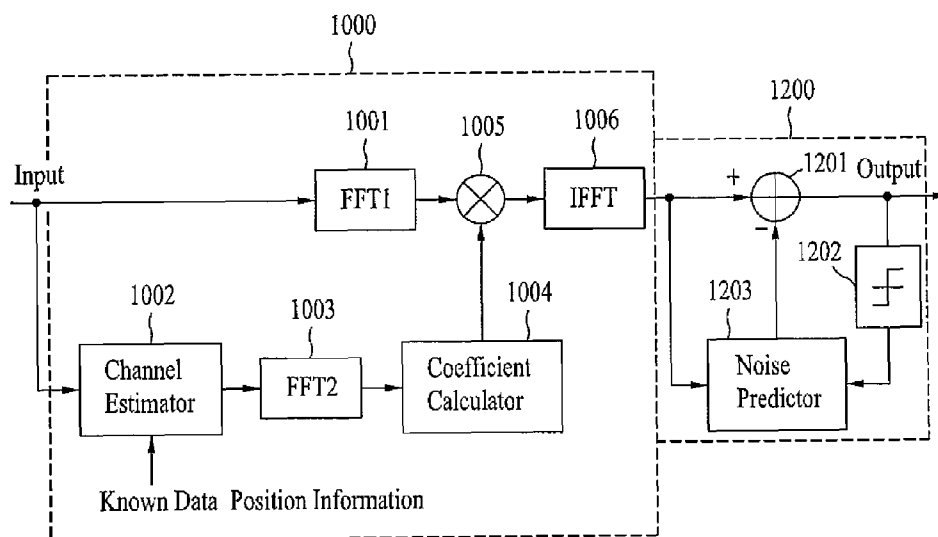 1000
1200
1001
1005
1006
1201
Input
Output
FFT1
IFFT
+
-
1202
1002
1003
1004
1203
Channel
Estimator
FFT2
Coefficient
Calculator
Noise
Predictor
Known Data Position Information